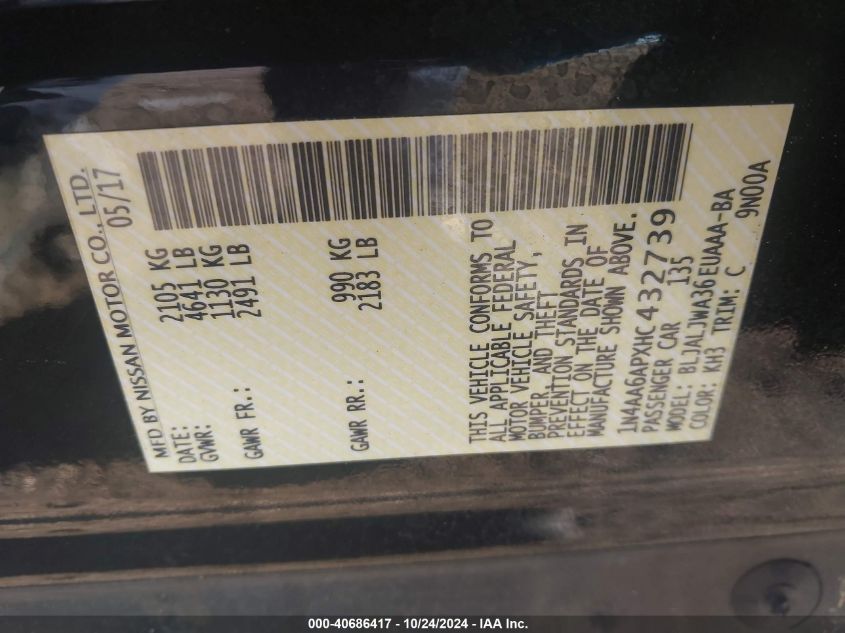 MFD BY NISSAN MOTOR CO., LTD.
DATE: 05/17
GVWR: 2105 KG
4641 LB
GAWR FR.: 1130 KG
2491 LB
GAWR RR.: 990 KG
2183 LB
THIS VEHICLE CONFORMS TO
ALL APPLICABLE FEDERAL
MOTOR VEHICLE SAFETY,
BUMPER, AND THEFT
PREVENTION STANDARDS IN
EFFECT ON THE DATE OF
MANUFACTURE SHOWN ABOVE.
1N4AA6APXHC432739
PASSENGER CAR 135
MODEL: BLJALJWA36EUAAA-BA
COLOR: KH3 TRIM: C 9N00A
000-40686417 - 10/24/2024 - IAA Inc.